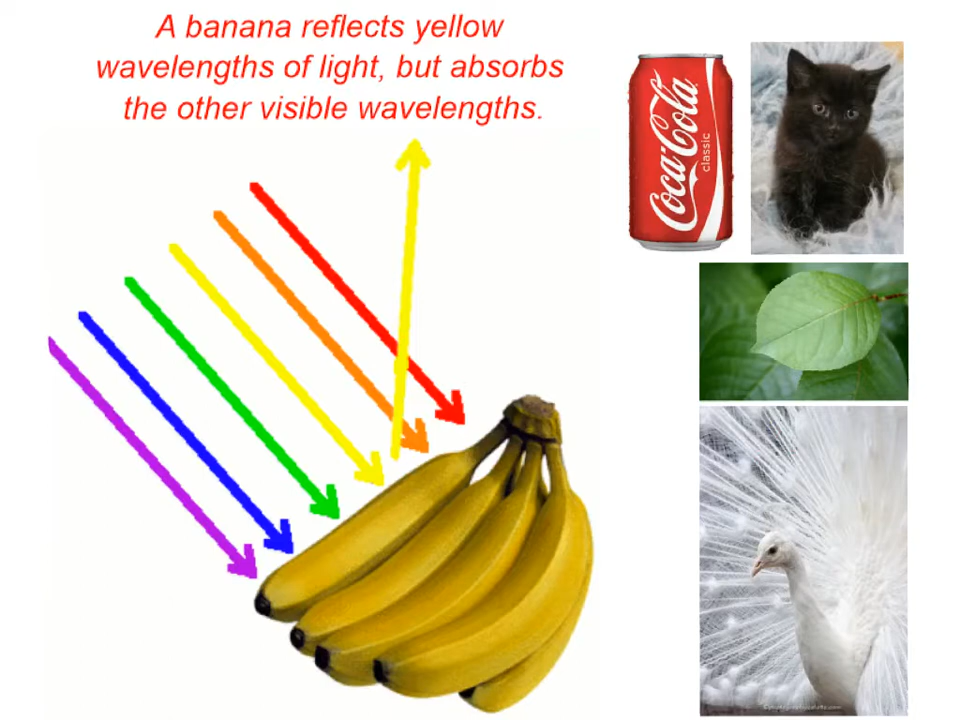 A banana reflects yellow
wavelengths of light, but absorbs
the other visible wavelengths.
Coca-Cola
classic